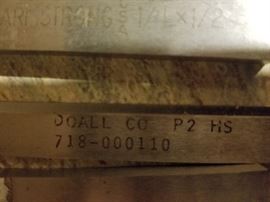 ARMSTRONG S/A 1/4 X 1/2
DOALL CO P2 HS
718-000110